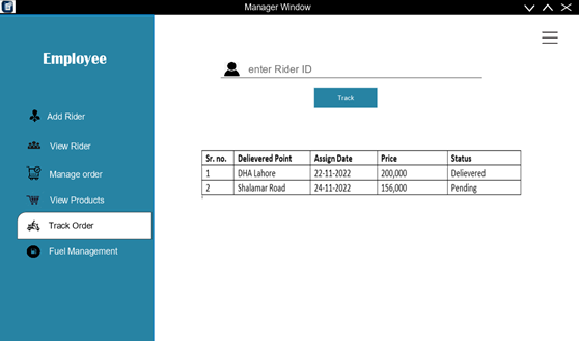 Manager Window
Employee
Add Rider
View Rider
Manage order
View Products
Track Order
Fuel Management
enter Rider ID
Track
Sr. no. Delievered Point Assign Date Price Status
1 DHA Lahore 22-11-2022 200,000 Delievered
2 Shalamar Road 24-11-2022 156,000 Pending